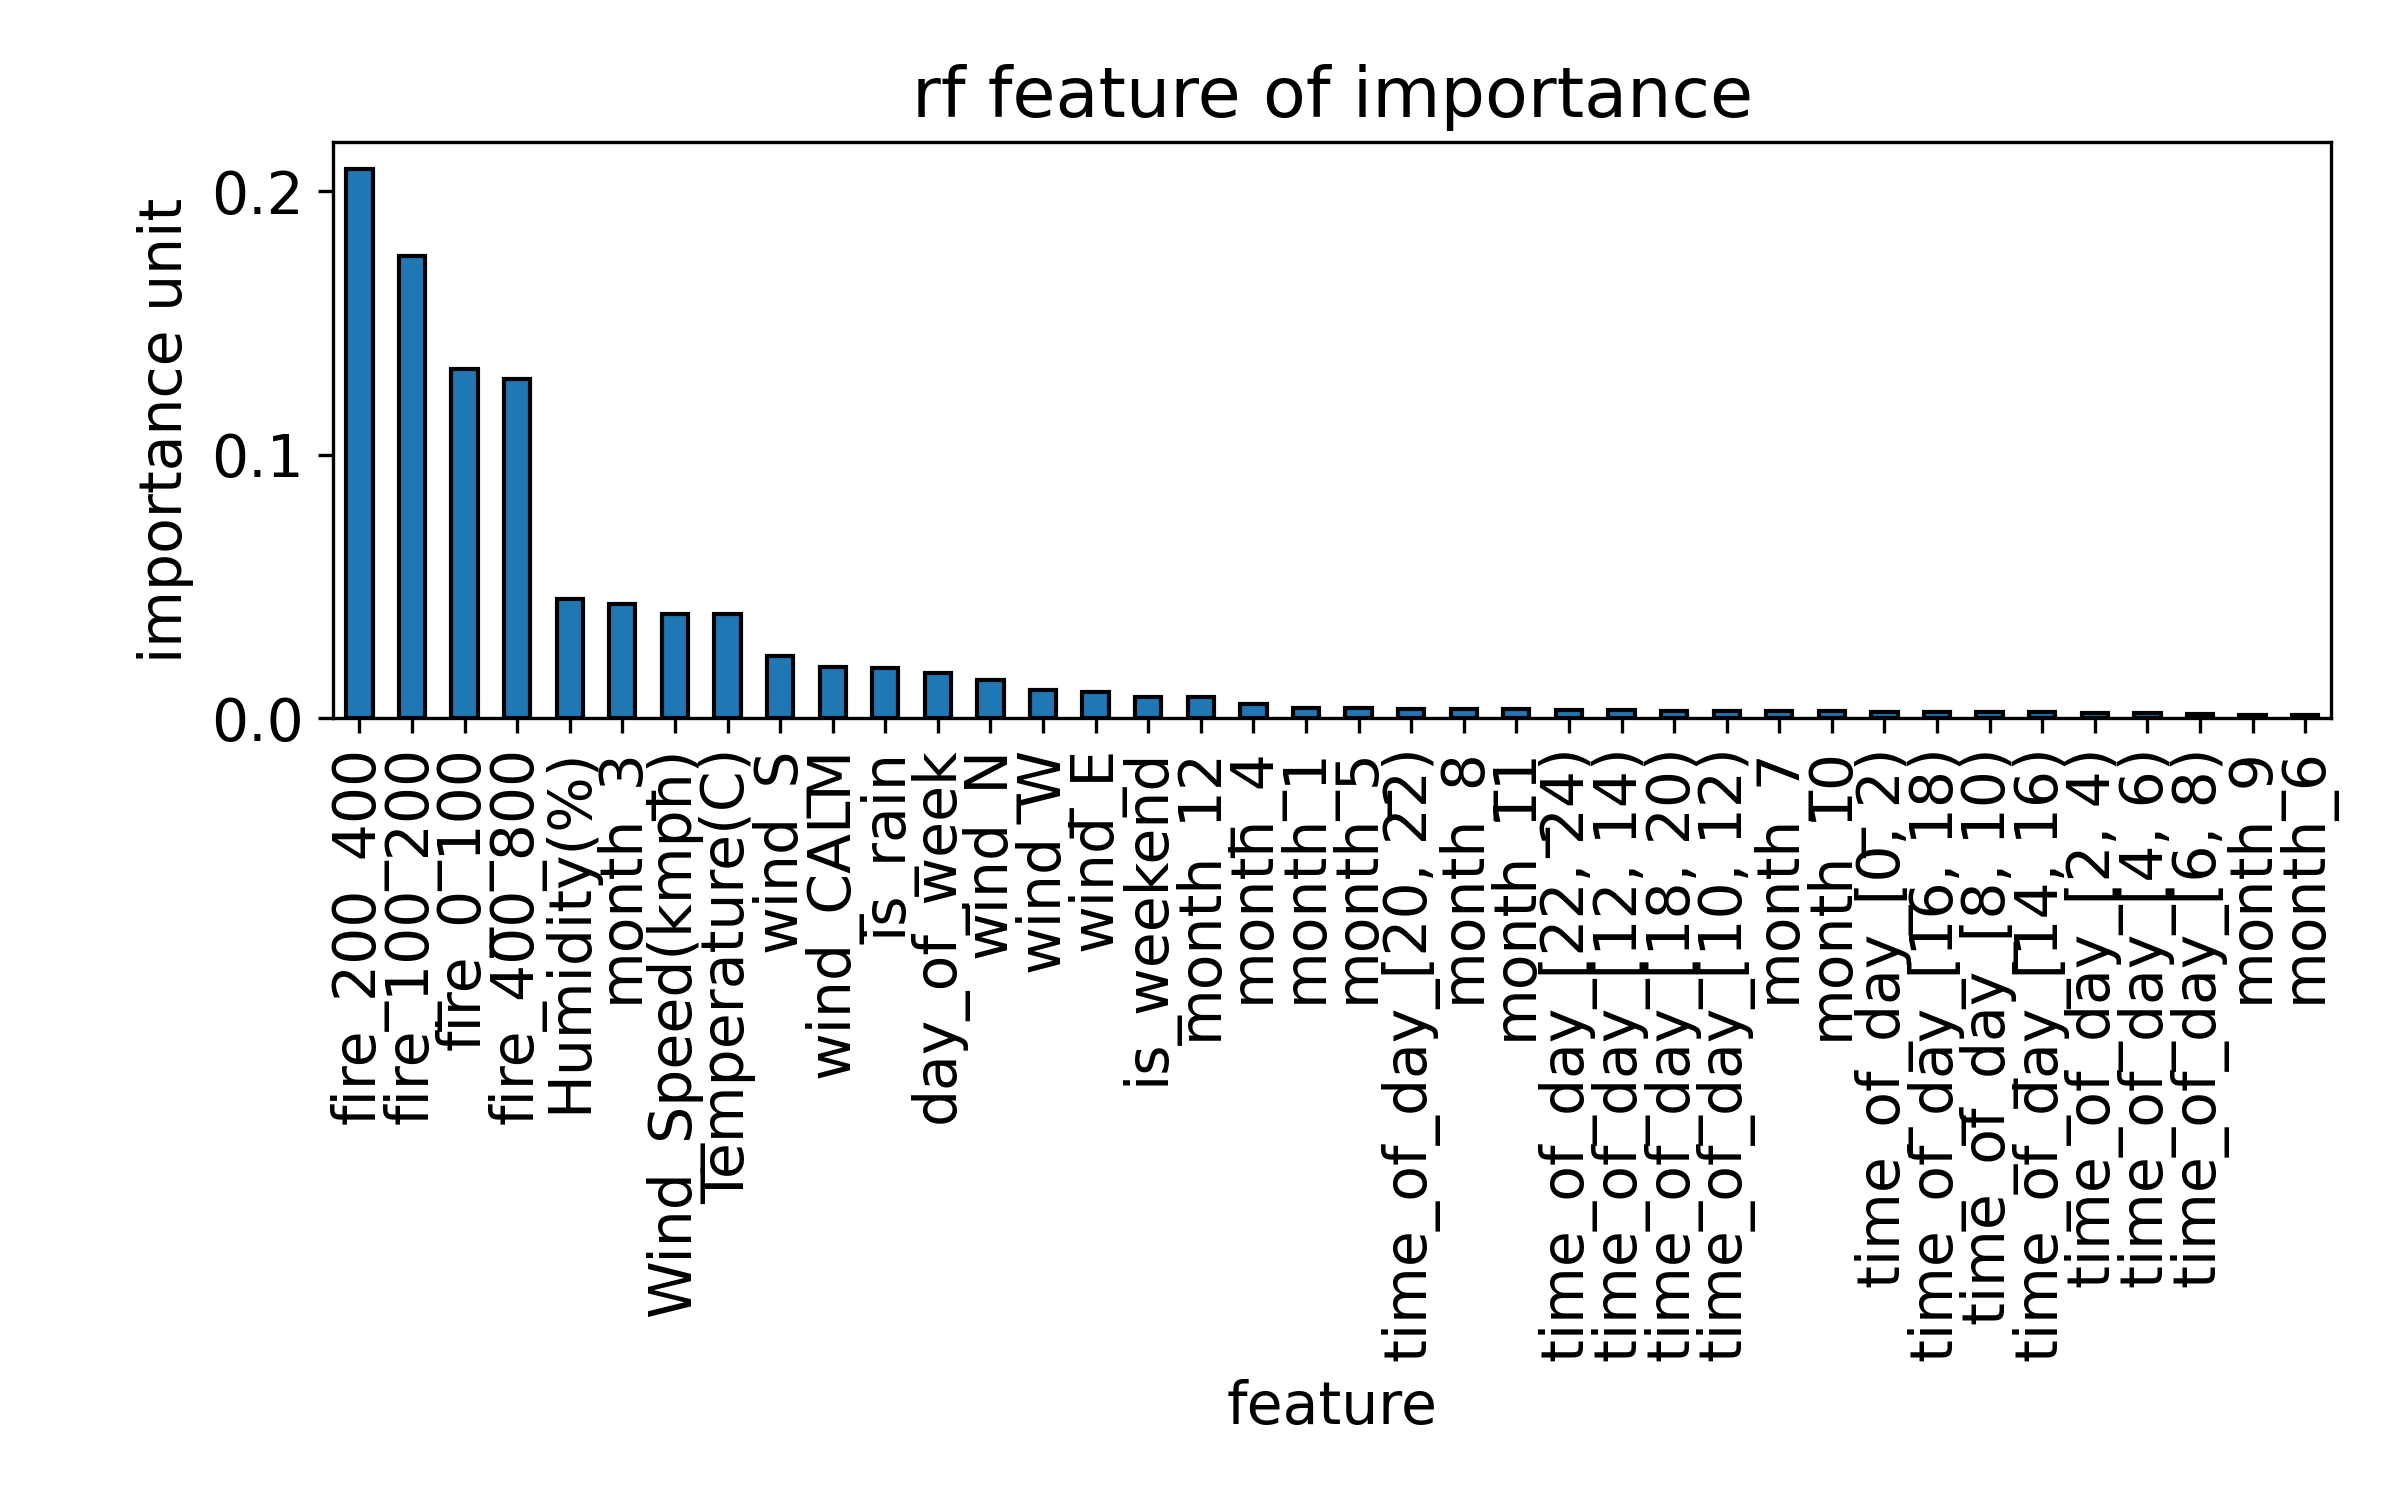 rf feature of importance
importance unit
0.2
0.1
0.0
fire_200_400
fire_100_200
fire_0_100
fire_400_800
Humidity(%)
month_3
Wind_Speed(kmph)
Temperature(C)
wind_S
wind_CALM
is_rain
day_of_week
wind_N
wind_W
wind_E
is_weekend
month_12
month_4
month_1
month_5
time_of_day_[20, 22)
month_8
month_11
time_of_day_[22, 24)
time_of_day_[12, 14)
time_of_day_[18, 20)
time_of_day_[10, 12)
month_7
month_10
time_of_day_[0, 2)
time_of_day_[16, 18)
time_of_day_[8, 10)
time_of_day_[14, 16)
time_of_day_[2, 4)
time_of_day_[4, 6)
time_of_day_[6, 8)
month_9
month_6
feature